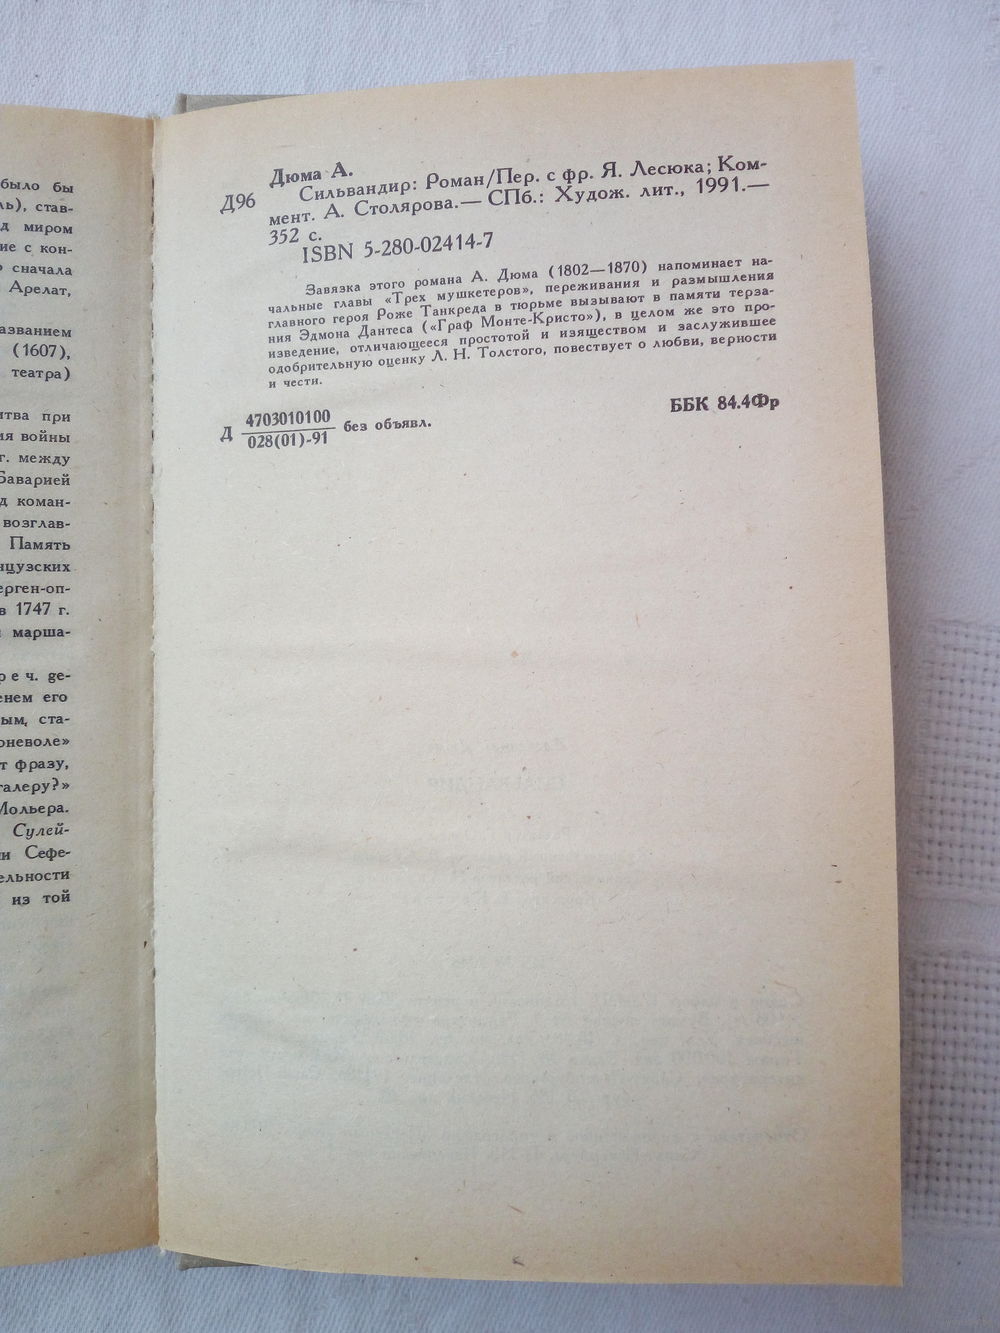 было бы
ль), став-
д миром
ие с кон-
о сначала
Арелат,
азванием
(1607),
театра)
итва при
ия войны
г. между
Баварией
д коман-
возглав-
Память
нцузских
ерген-оп-
в 1747 г.
марша-
реч. ge-
енем его
ым, ста-
оневоле»
т фразу,
галеру?»
Мольера.
Сулей-
и Сефе-
ельности
из той
Дюма А.
Д96 Сильвандир: Роман/Пер. с фр. Я. Лесюка; Ком-
мент. А. Столярова.— СПб.: Худож. лит., 1991.—
352 с.
ISBN 5-280-02414-7
Завязка этого романа А. Дюма (1802—1870) напоминает на-
чальные главы «Трех мушкетеров», переживания и размышления
главного героя Роже Танкреда в тюрьме вызывают в памяти терза-
ния Эдмона Дантеса («Граф Монте-Кристо»), в целом же это про-
изведение, отличающееся простотой и изяществом и заслужившее
одобрительную оценку Л. Н. Толстого, повествует о любви, верности
и чести.
Д 4703010100
028(01)-91 без объявл.
ББК 84.4Фр